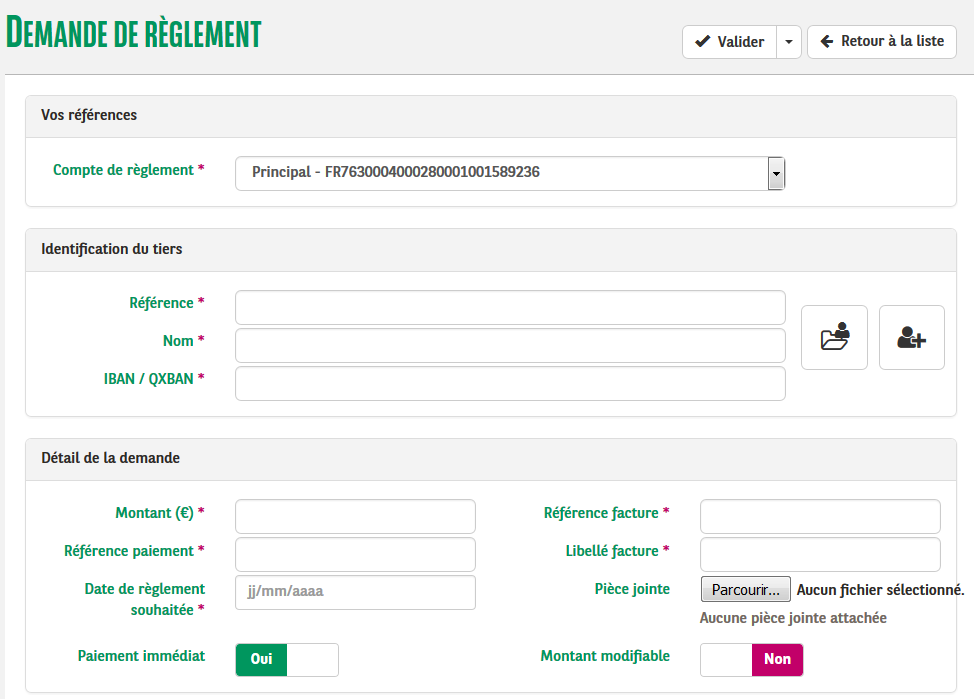 DEMANDE DE RÈGLEMENT
Valider
Retour à la liste
Vos références
Compte de règlement *
Principal - FR7630004000280001001589236
Identification du tiers
Référence *
Nom *
IBAN / QXBAN *
Détail de la demande
Montant (€) *
Référence facture *
Référence paiement *
Libellé facture *
Date de règlement
souhaitée *
jj/mm/aaaa
Pièce jointe
Parcourir... Aucun fichier sélectionné.
Aucune pièce jointe attachée
Paiement immédiat
Oui
Montant modifiable
Non